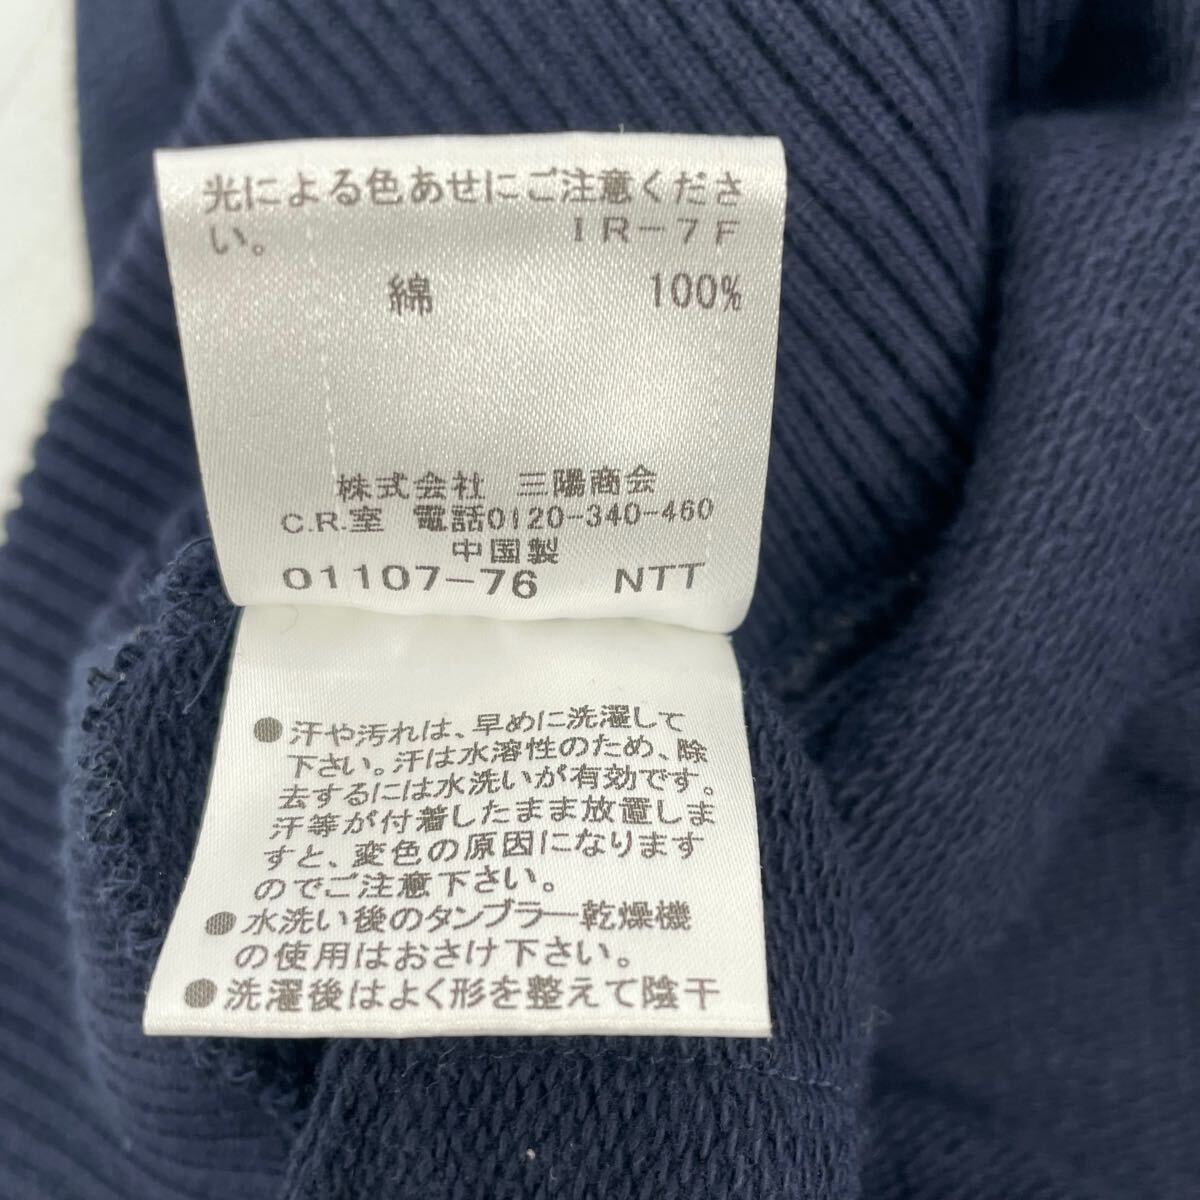 光による色あせにご注意くださ
い。 IR-7F
綿 100%
株式会社 三陽商会
C.R.室 電話0120-340-460
中国製
01107-76 NTT
●汗や汚れは、早めに洗濯して
下さい。汗は水溶性のため、除
去するには水洗いが有効です。
汗等が付着したまま放置しま
すと、変色の原因になります
のでご注意下さい。
●水洗い後のタンブラー乾燥機
の使用はおさけ下さい。
●洗濯後はよく形を整えて陰干